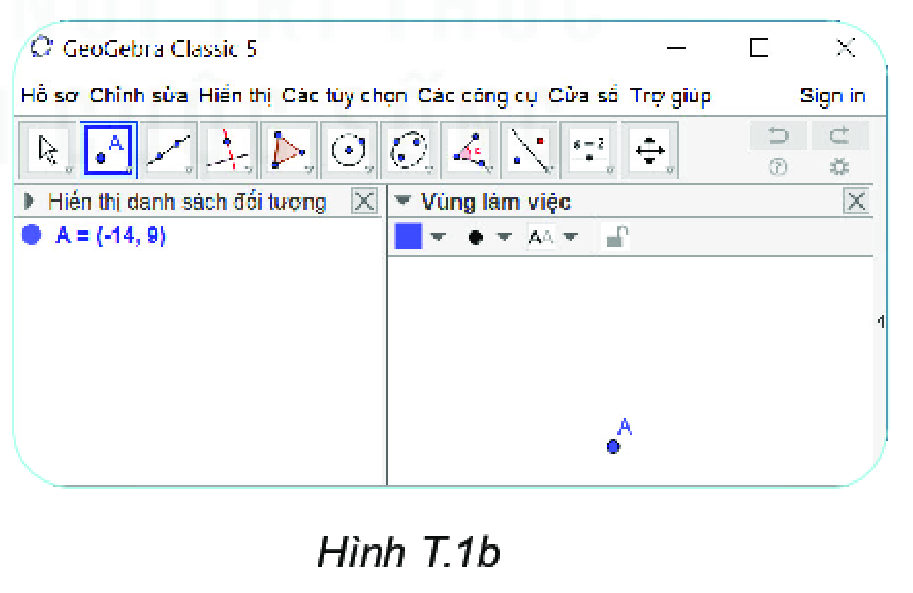 GeoGebra Classic 5
Hồ sơ Chỉnh sửa Hiển thị Các tùy chọn Các công cụ Cửa sổ Trợ giúp Sign in
A
Hiển thị danh sách đối tượng
Vùng làm việc
A = (-14, 9)
AA
A
Hình T.1b